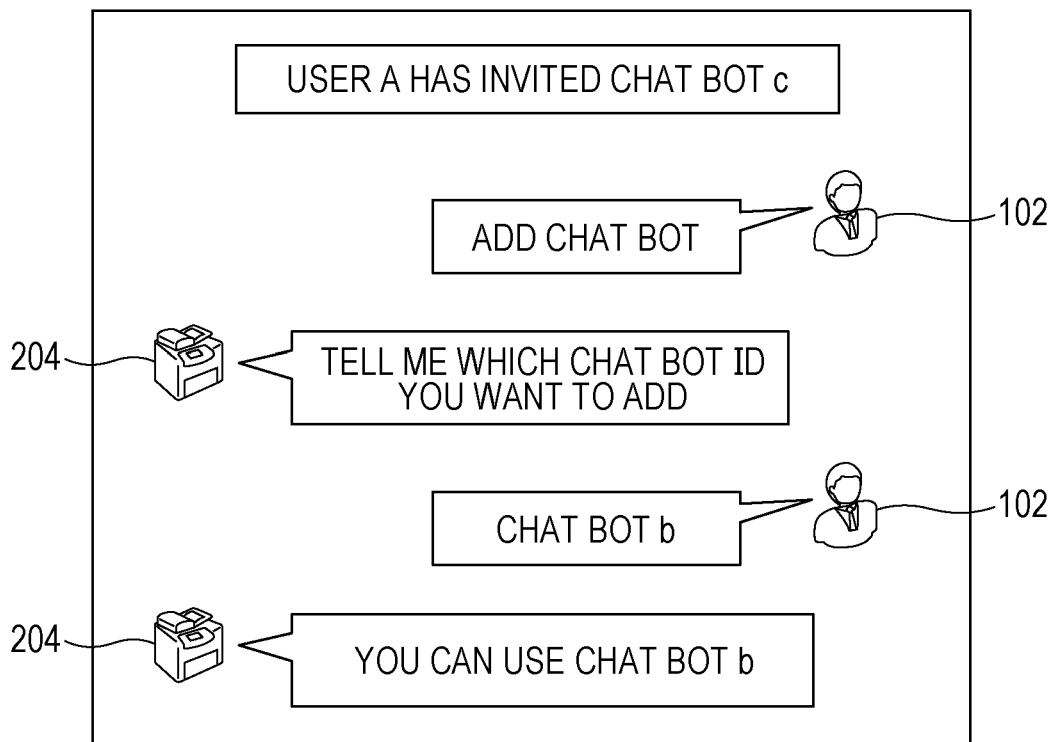 USER A HAS INVITED CHAT BOT c
ADD CHAT BOT
102
204
TELL ME WHICH CHAT BOT ID
YOU WANT TO ADD
CHAT BOT b
102
204
YOU CAN USE CHAT BOT b